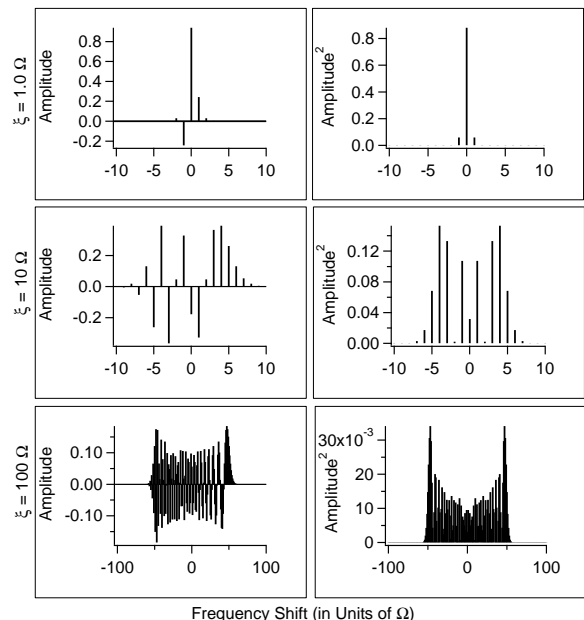 ξ = 1.0 Ω
Amplitude
0.8
0.6
0.4
0.2
0.0
-0.2
-10 -5 0 5 10
Amplitude²
0.8
0.6
0.4
0.2
0.0
-10 -5 0 5 10
ξ = 10 Ω
Amplitude
0.2
0.0
-0.2
-10 -5 0 5 10
Amplitude²
0.12
0.08
0.04
0.00
-10 -5 0 5 10
ξ = 100 Ω
Amplitude
0.10
0.00
-0.10
-100 0 100
Amplitude²
30x10⁻³
20
10
0
-100 0 100
Frequency Shift (in Units of Ω)